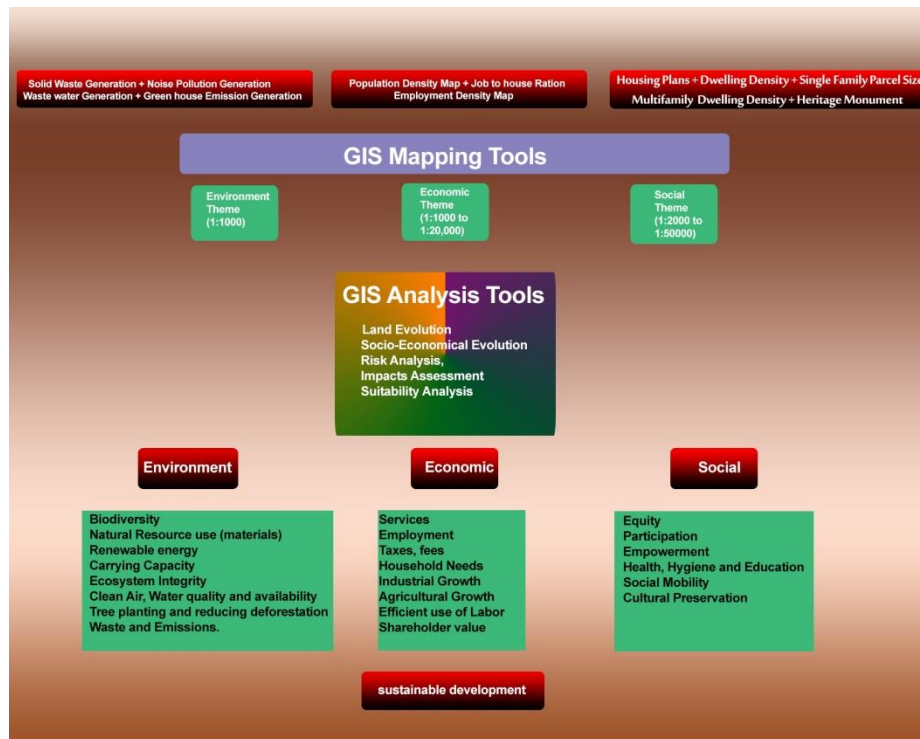 Solid Waste Generation + Noise Pollution Generation
Waste water Generation + Green house Emission Generation
Population Density Map + Job to house Ration
Employment Density Map
Housing Plans + Dwelling Density + Single Family Parcel Size
Multifamily Dwelling Density + Heritage Monument
GIS Mapping Tools
Environment
Theme
(1:1000)
Economic
Theme
(1:1000 to
1:20,000)
Social
Theme
(1:2000 to
1:50000)
GIS Analysis Tools
Land Evolution
Socio-Economical Evolution
Risk Analysis,
Impacts Assessment
Suitability Analysis
Environment
Economic
Social
Biodiversity
Natural Resource use (materials)
Renewable energy
Carrying Capacity
Ecosystem Integrity
Clean Air, Water quality and availability
Tree planting and reducing deforestation
Waste and Emissions.
Services
Employment
Taxes, fees
Household Needs
Industrial Growth
Agricultural Growth
Efficient use of Labor
Shareholder value
Equity
Participation
Empowerment
Health, Hygiene and Education
Social Mobility
Cultural Preservation
sustainable development